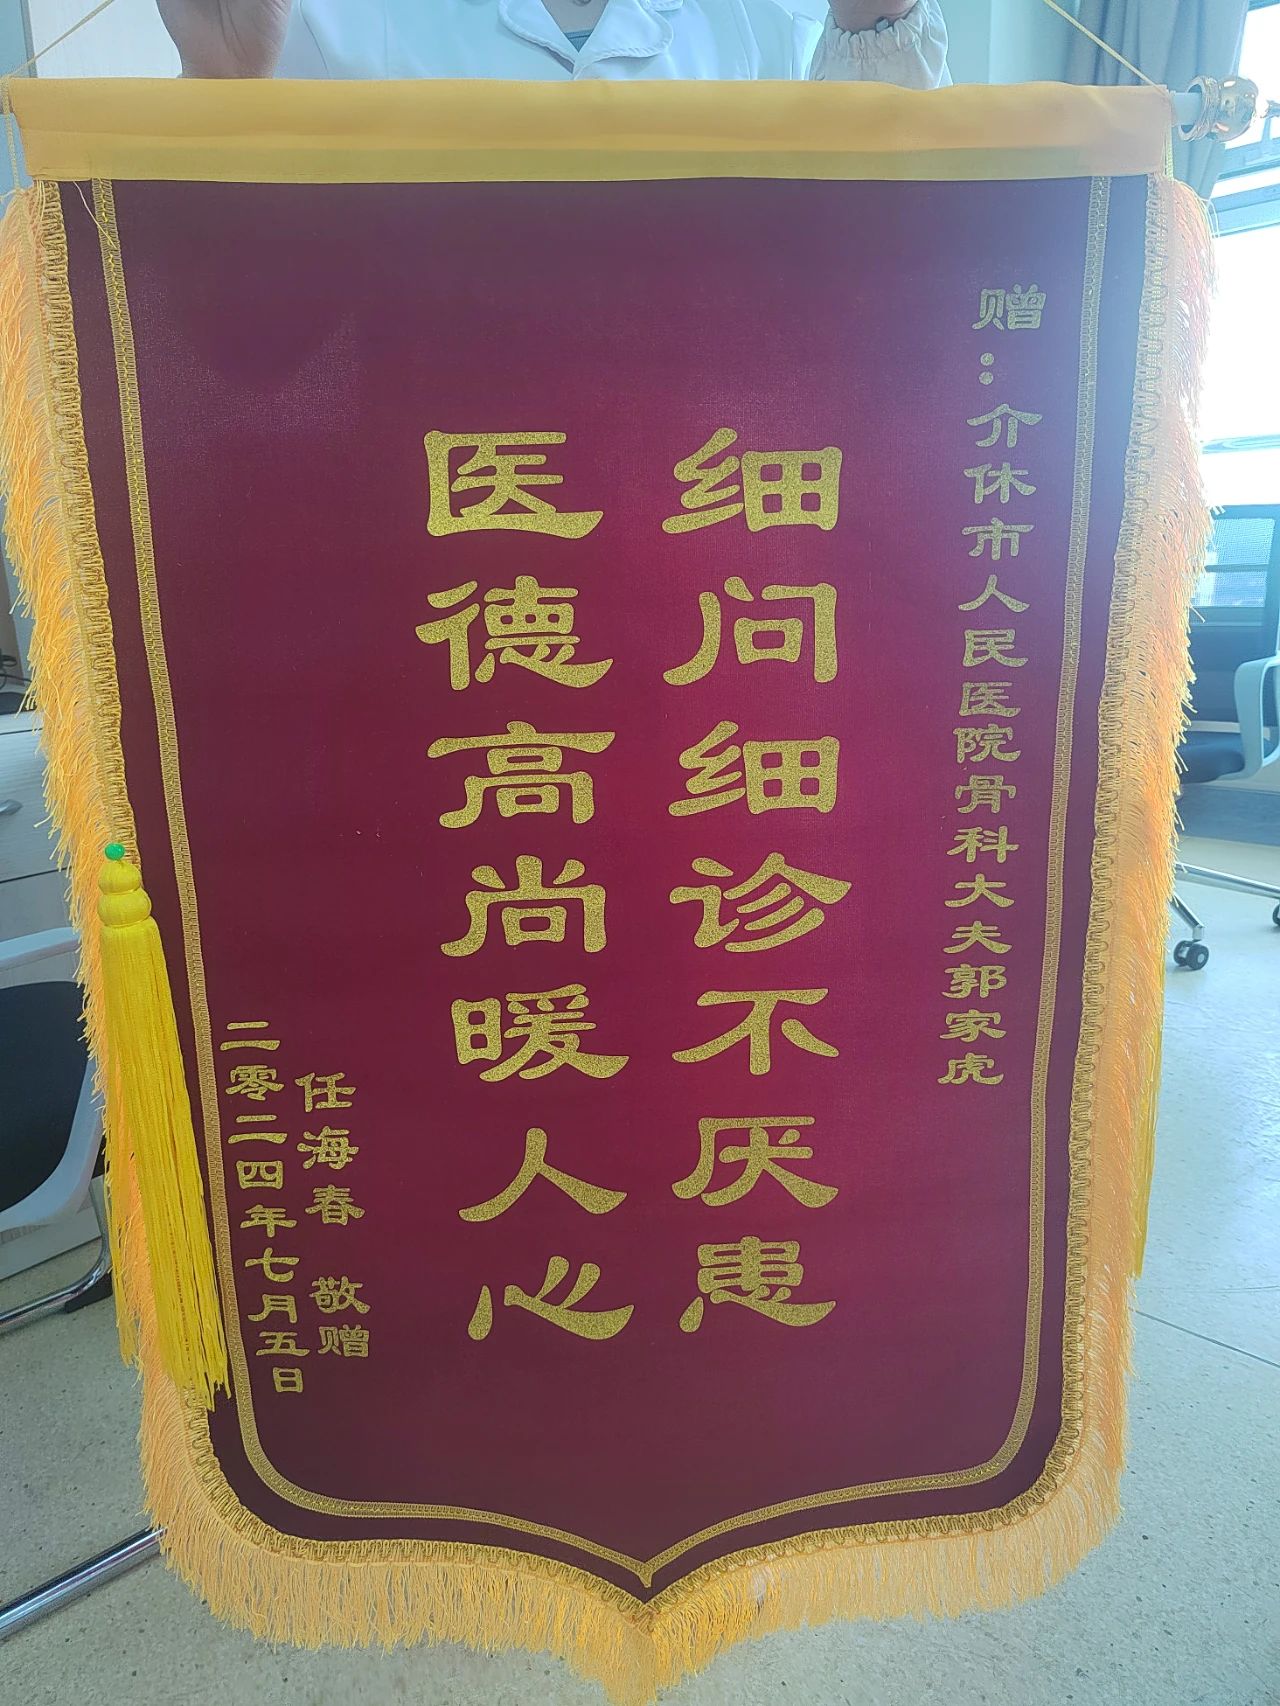 赠：介休市人民医院骨科大夫郭家虎
细问细诊不厌患
医德高尚暖人心
任海春 敬赠
二零二四年七月五日